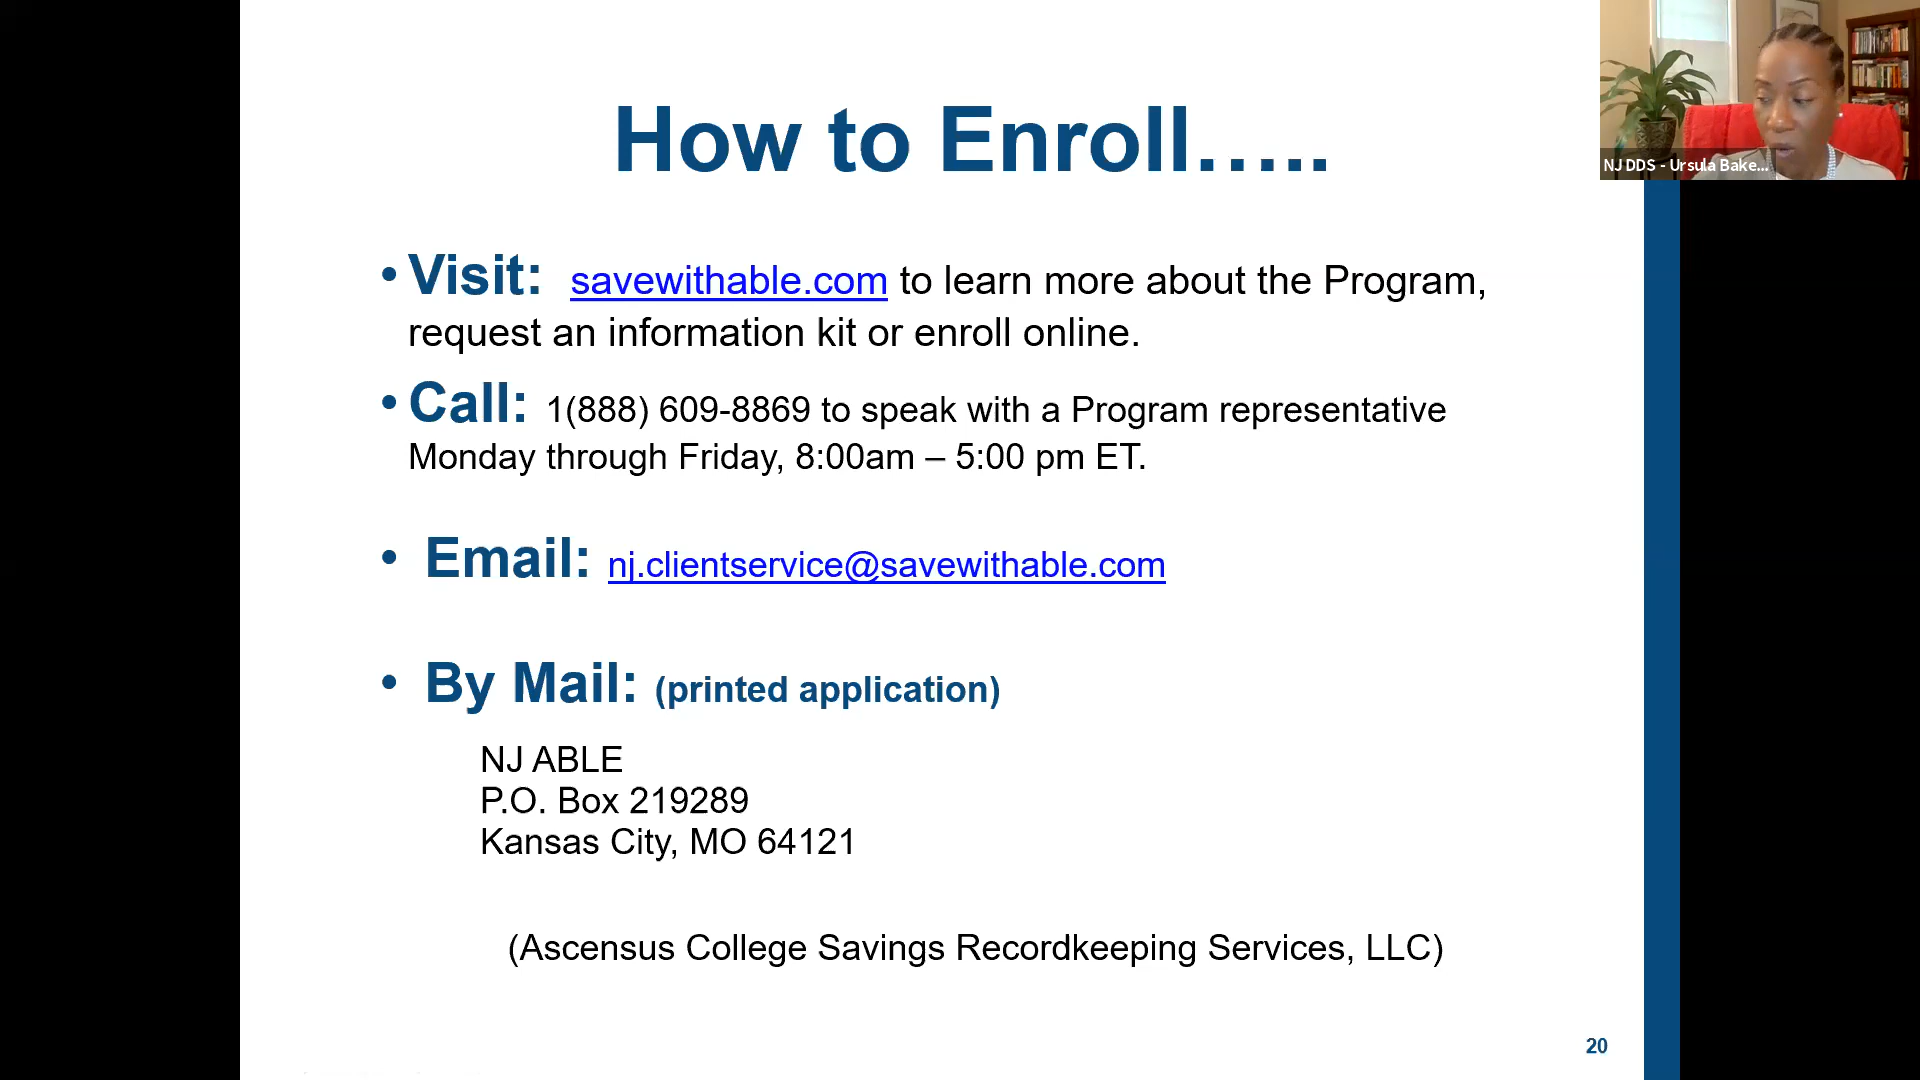 How to Enroll…..
NJ DDS - Ursula Bake...
• Visit: savewithable.com to learn more about the Program,
request an information kit or enroll online.
• Call: 1(888) 609-8869 to speak with a Program representative
Monday through Friday, 8:00am – 5:00 pm ET.
• Email: nj.clientservice@savewithable.com
• By Mail: (printed application)
NJ ABLE
P.O. Box 219289
Kansas City, MO 64121
(Ascensus College Savings Recordkeeping Services, LLC)
20